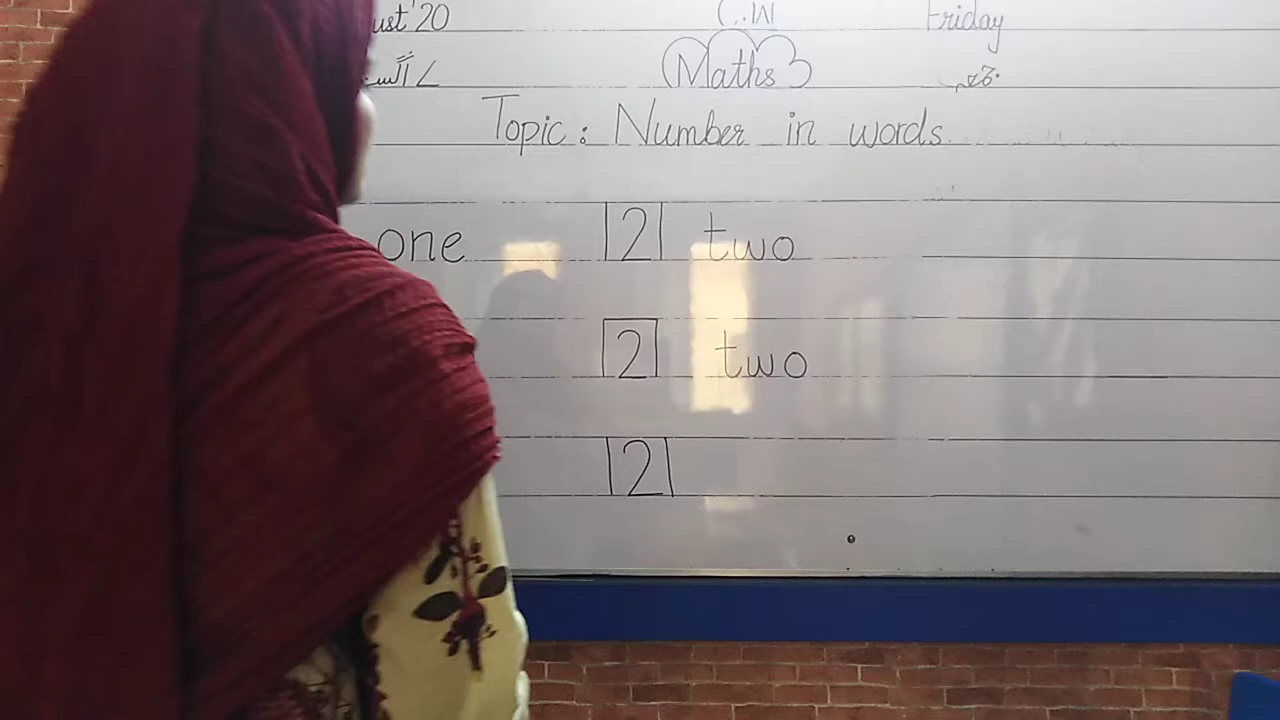 ust '20 C.W Friday
Maths
Topic: Number in words.
one 2 two
2 two
2